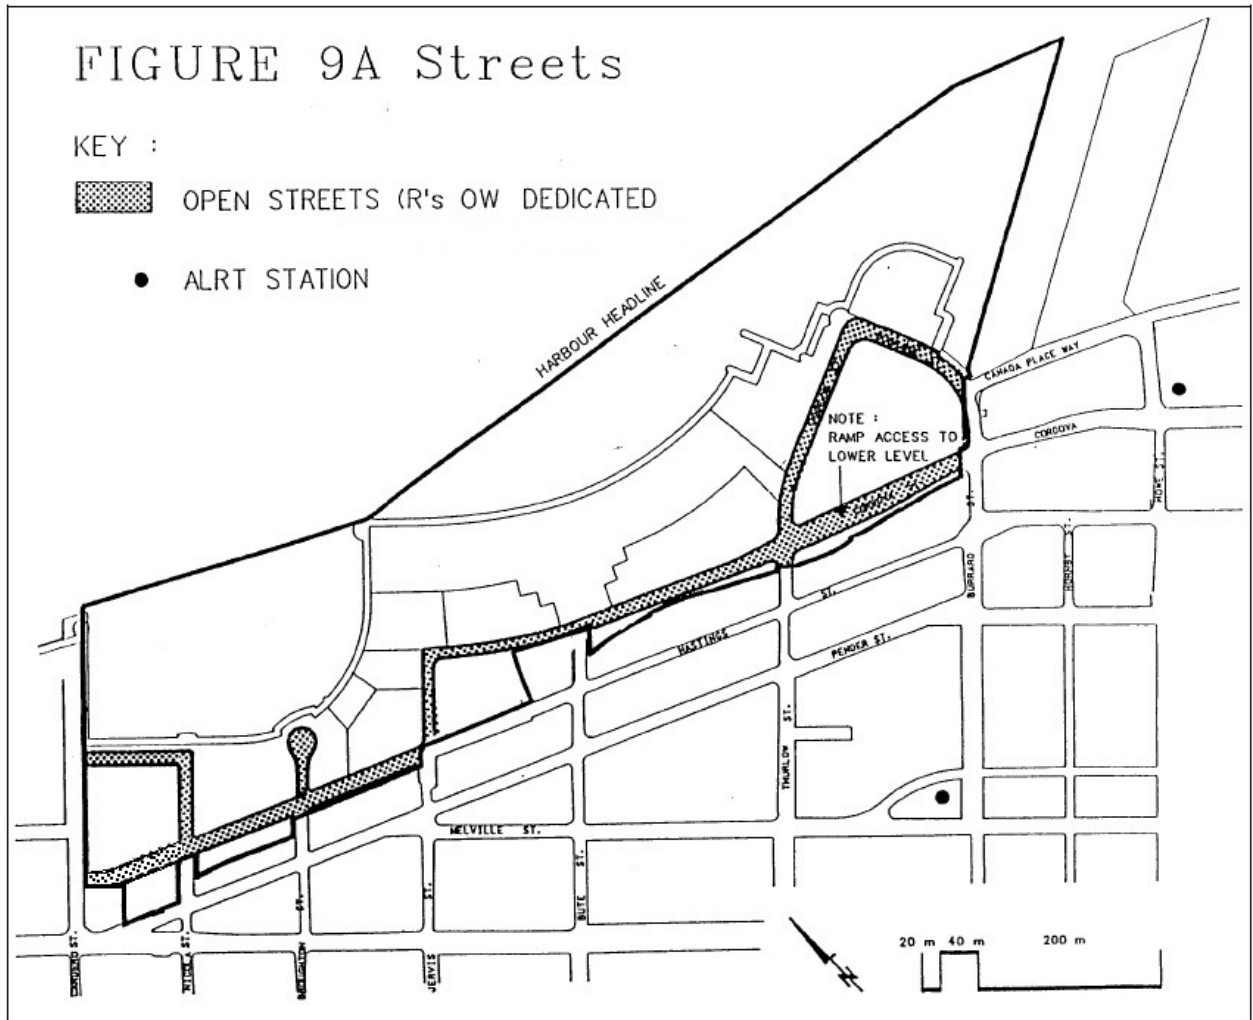 FIGURE 9A Streets
KEY :
OPEN STREETS (R's OW DEDICATED
ALRT STATION
HARBOUR HEADLINE
CANADA PLACE WAY
CORDOVA
NOTE :
RAMP ACCESS TO
LOWER LEVEL
HOWE ST.
ST.
HORNBY ST.
BURRARD
ST.
HASTINGS
PENDER ST.
THURLOW ST.
MELVILLE ST.
BUTE ST.
ST.
JERVIS
ST.
BROUGHTON
NICOLA ST.
CARDERO ST.
N
20 m 40 m 200 m